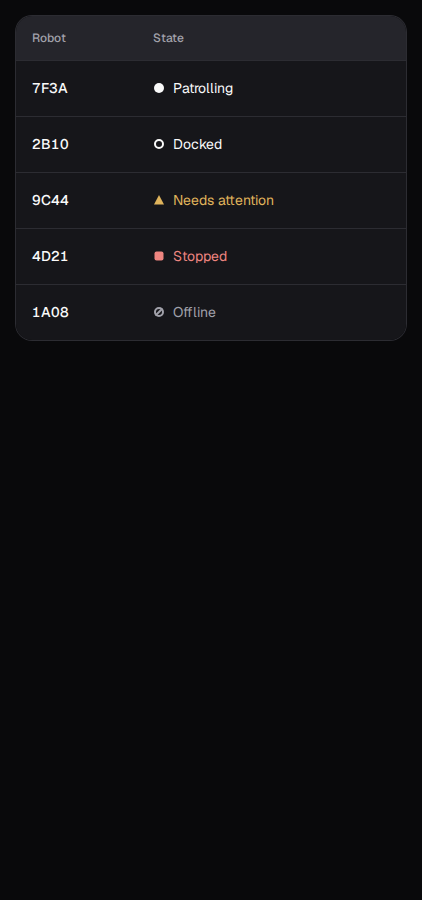 Robot State
7F3A Patrolling
2B10 Docked
9C44 Needs attention
4D21 Stopped
1A08 Offline